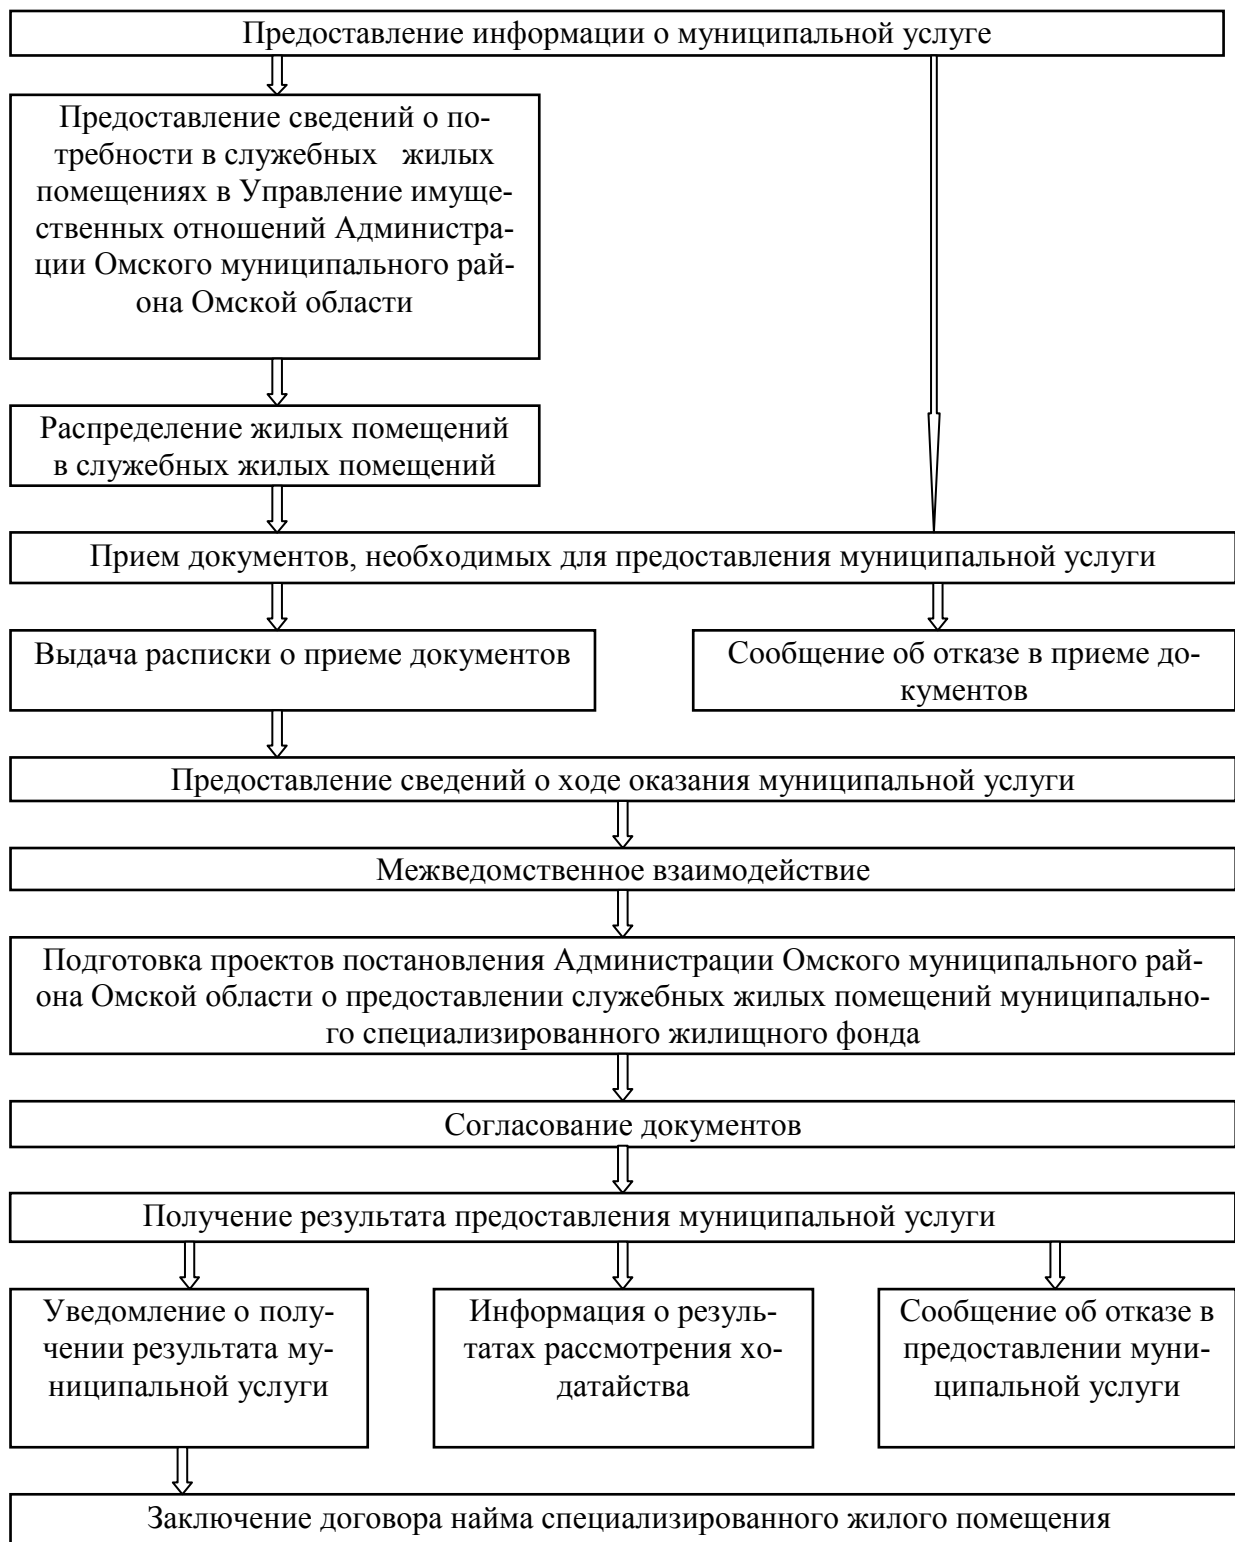 Предоставление информации о муниципальной услуге
Предоставление сведений о по-
требности в служебных жилых
помещениях в Управление имуще-
ственных отношений Администра-
ции Омского муниципального рай-
она Омской области
Распределение жилых помещений
в служебных жилых помещений
Прием документов, необходимых для предоставления муниципальной услуги
Выдача расписки о приеме документов
Сообщение об отказе в приеме до-
кументов
Предоставление сведений о ходе оказания муниципальной услуги
Межведомственное взаимодействие
Подготовка проектов постановления Администрации Омского муниципального рай-
она Омской области о предоставлении служебных жилых помещений муниципально-
го специализированного жилищного фонда
Согласование документов
Получение результата предоставления муниципальной услуги
Уведомление о полу-
чении результата му-
ниципальной услуги
Информация о резуль-
татах рассмотрения хо-
датайства
Сообщение об отказе в
предоставлении муни-
ципальной услуги
Заключение договора найма специализированного жилого помещения